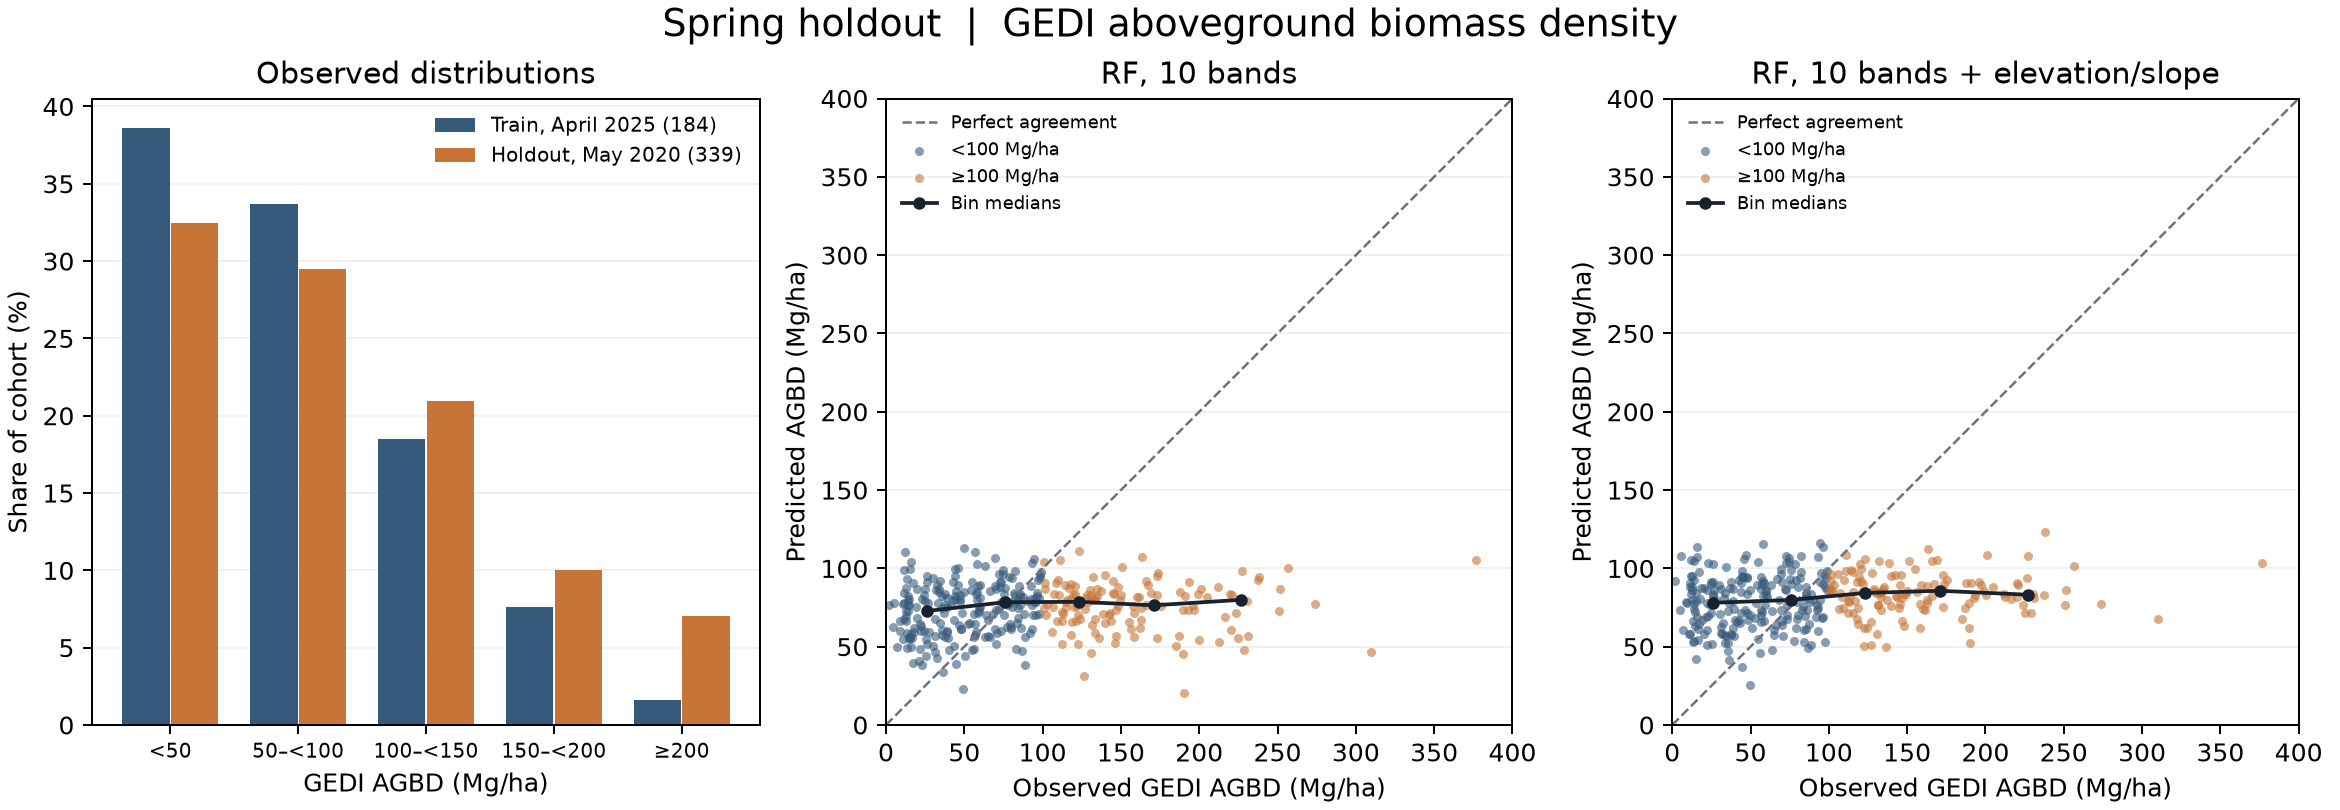 Spring holdout | GEDI aboveground biomass density
Observed distributions
Share of cohort (%)
40
35
30
25
20
15
10
5
0
Train, April 2025 (184)
Holdout, May 2020 (339)
<50
50–<100
100–<150
150–<200
≥200
GEDI AGBD (Mg/ha)
RF, 10 bands
Predicted AGBD (Mg/ha)
400
350
300
250
200
150
100
50
0
Perfect agreement
<100 Mg/ha
≥100 Mg/ha
Bin medians
0 50 100 150 200 250 300 350 400
Observed GEDI AGBD (Mg/ha)
RF, 10 bands + elevation/slope
Predicted AGBD (Mg/ha)
400
350
300
250
200
150
100
50
0
Perfect agreement
<100 Mg/ha
≥100 Mg/ha
Bin medians
0 50 100 150 200 250 300 350 400
Observed GEDI AGBD (Mg/ha)